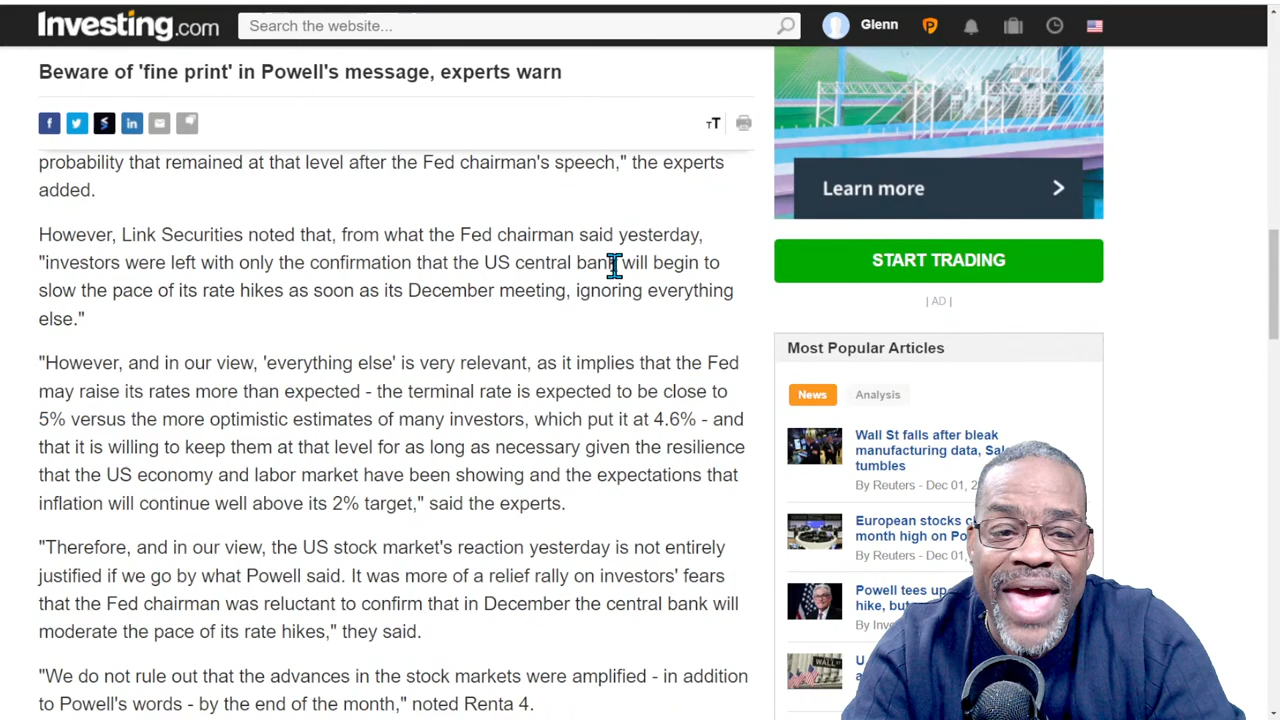 Investing.com
Search the website...
Glenn
Beware of 'fine print' in Powell's message, experts warn
probability that remained at that level after the Fed chairman's speech," the experts
added.
However, Link Securities noted that, from what the Fed chairman said yesterday,
"investors were left with only the confirmation that the US central bank will begin to
slow the pace of its rate hikes as soon as its December meeting, ignoring everything
else."
"However, and in our view, 'everything else' is very relevant, as it implies that the Fed
may raise its rates more than expected - the terminal rate is expected to be close to
5% versus the more optimistic estimates of many investors, which put it at 4.6% - and
that it is willing to keep them at that level for as long as necessary given the resilience
that the US economy and labor market have been showing and the expectations that
inflation will continue well above its 2% target," said the experts.
"Therefore, and in our view, the US stock market's reaction yesterday is not entirely
justified if we go by what Powell said. It was more of a relief rally on investors' fears
that the Fed chairman was reluctant to confirm that in December the central bank will
moderate the pace of its rate hikes," they said.
"We do not rule out that the advances in the stock markets were amplified - in addition
to Powell's words - by the end of the month," noted Renta 4.
Learn more
START TRADING
| AD |
Most Popular Articles
News
Analysis
Wall St falls after bleak
manufacturing data,
tumbles
By Reuters - Dec 01,
European stocks
month high on
By Reuters - Dec 01,
Powell tees up
hike,
By